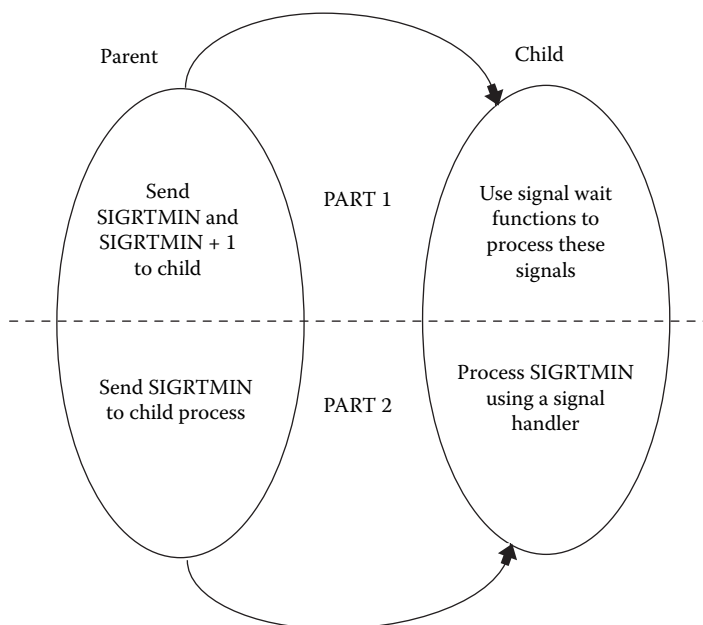 Parent
Child
Send
SIGRTMIN and
SIGRTMIN + 1
to child
PART 1
Use signal wait
functions to
process these
signals
Send SIGRTMIN
to child process
PART 2
Process SIGRTMIN
using a signal
handler